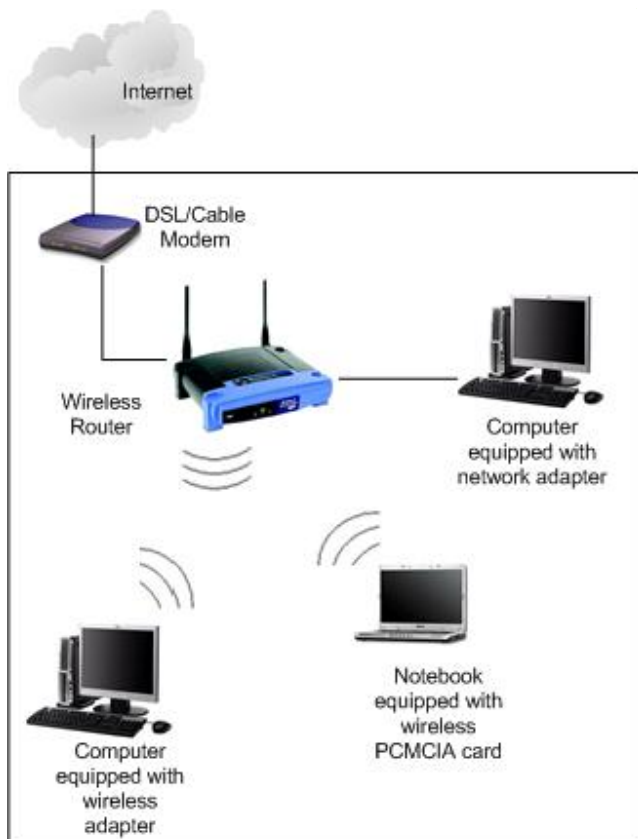 Internet
DSL/Cable
Modem
Wireless
Router
Computer
equipped with
network adapter
Notebook
equipped with
wireless
PCMCIA card
Computer
equipped with
wireless
adapter